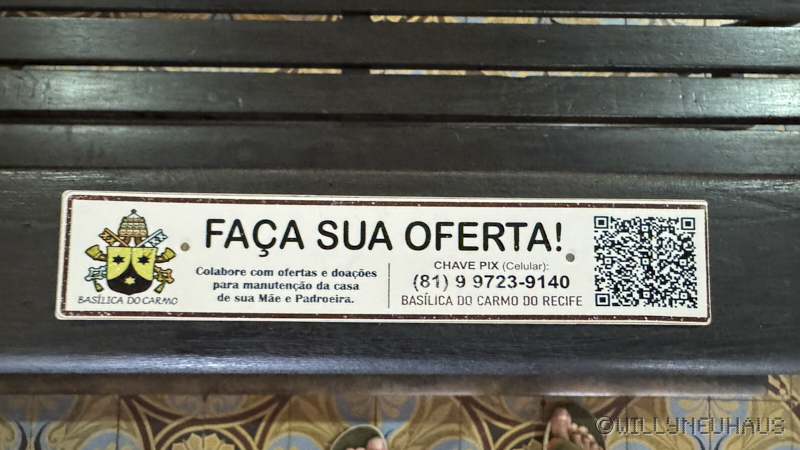 FAÇA SUA OFERTA!
BASÍLICA DO CARMO
Colabore com ofertas e doações
para manutenção da casa
de sua Mãe e Padroeira.
CHAVE PIX (Celular):
(81) 9 9723-9140
BASÍLICA DO CARMO DO RECIFE
©WILLYNEUHAUS